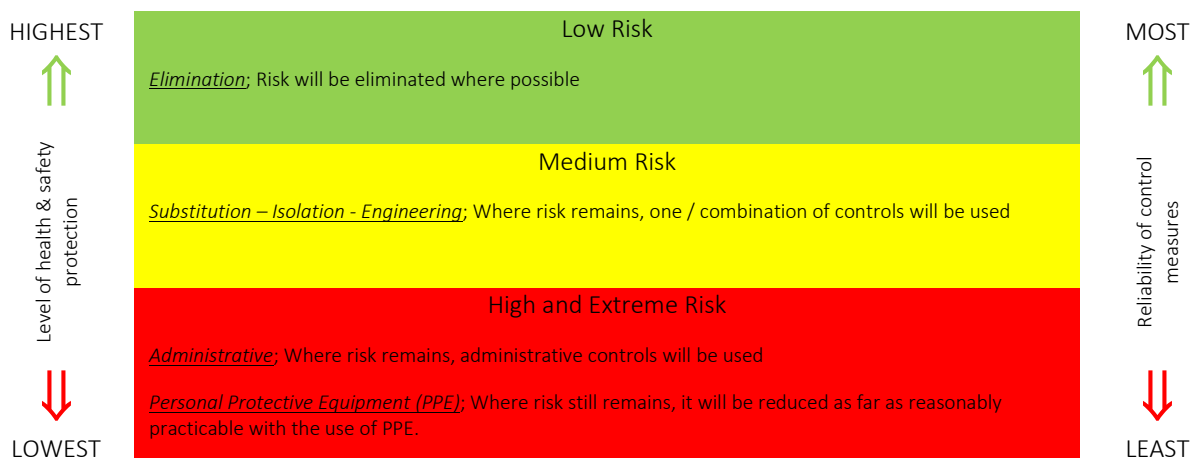 HIGHEST
Level of health & safety
protection
LOWEST
Low Risk
Elimination; Risk will be eliminated where possible
Medium Risk
Substitution – Isolation - Engineering; Where risk remains, one / combination of controls will be used
High and Extreme Risk
Administrative; Where risk remains, administrative controls will be used
Personal Protective Equipment (PPE); Where risk still remains, it will be reduced as far as reasonably
practicable with the use of PPE.
MOST
Reliability of control
measures
LEAST